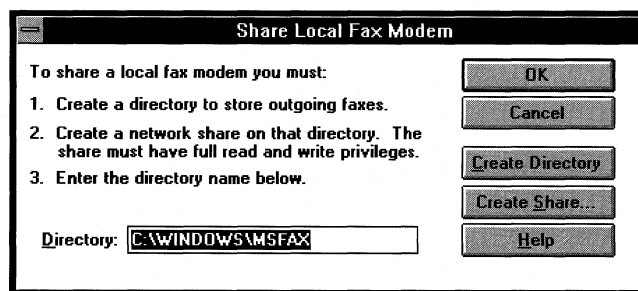 Share Local Fax Modem
To share a local fax modem you must:
1. Create a directory to store outgoing faxes.
2. Create a network share on that directory. The
share must have full read and write privileges.
3. Enter the directory name below.
Directory: C:\WINDOWS\MSFAX
OK
Cancel
Create Directory
Create Share...
Help